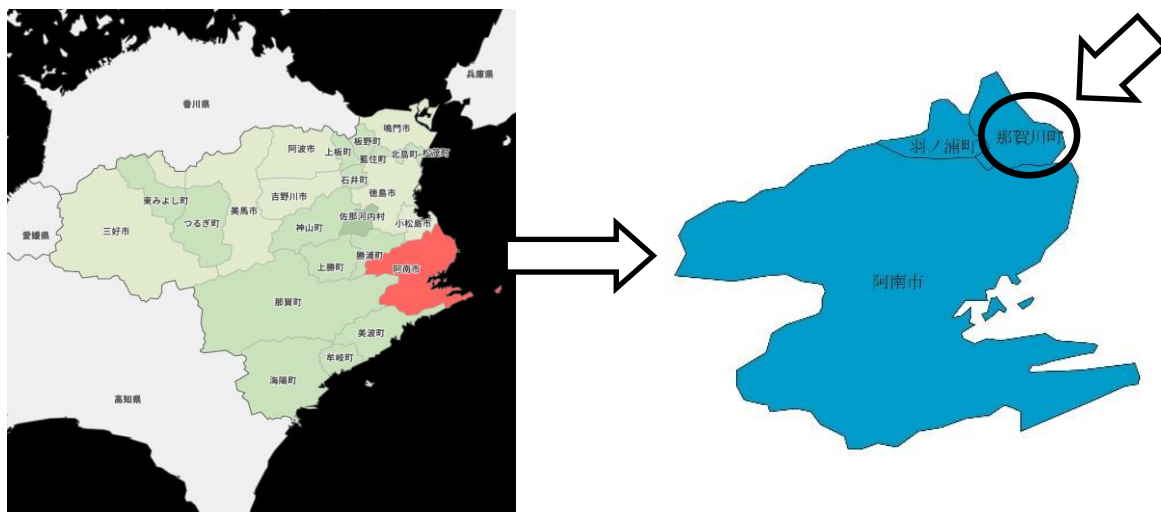 兵庫県
香川県
鳴門市
板野町
松茂町
阿波市
上板町
北島町
藍住町
石井町
徳島市
吉野川市
東みよし町
美馬市
つるぎ町
佐那河内村
小松島市
神山町
愛媛県
三好市
勝浦町
上勝町
阿南市
那賀町
美波町
牟岐町
海陽町
高知県
那賀川町
羽ノ浦町
阿南市